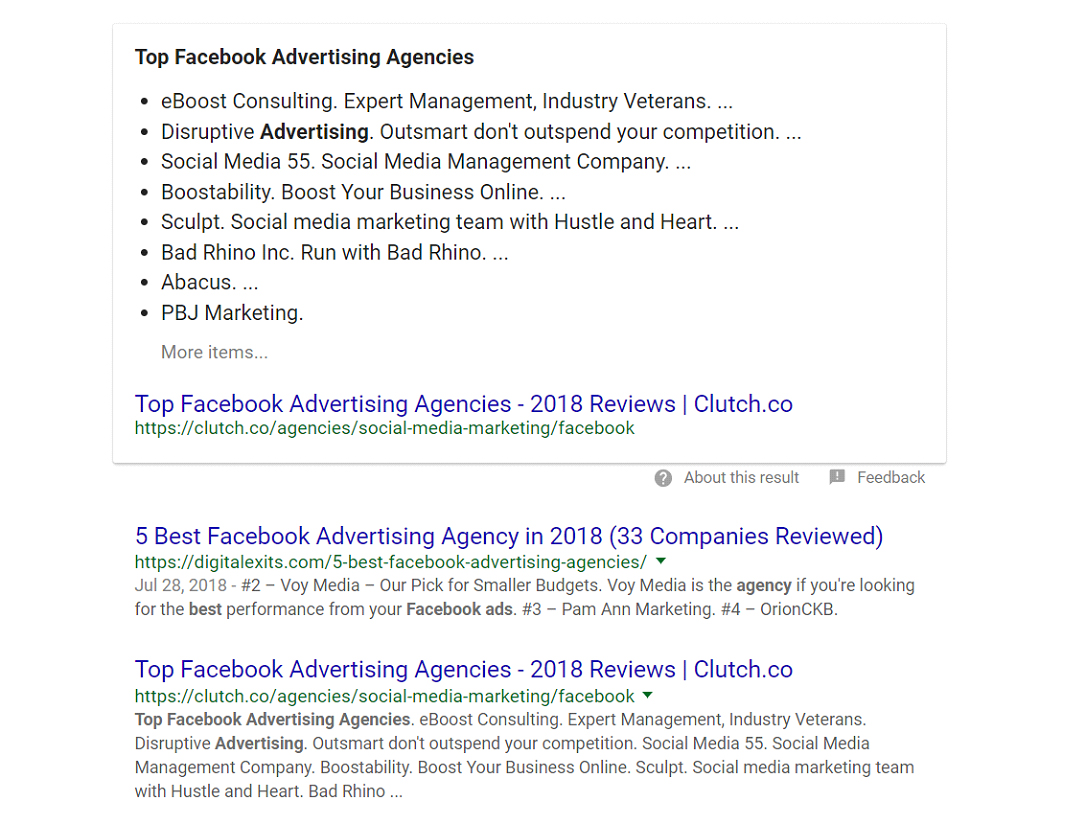 Top Facebook Advertising Agencies
• eBoost Consulting. Expert Management, Industry Veterans. ...
• Disruptive Advertising. Outsmart don't outspend your competition. ...
• Social Media 55. Social Media Management Company. ...
• Boostability. Boost Your Business Online. ...
• Sculpt. Social media marketing team with Hustle and Heart. ...
• Bad Rhino Inc. Run with Bad Rhino. ...
• Abacus. ...
• PBJ Marketing.
More items...
Top Facebook Advertising Agencies - 2018 Reviews | Clutch.co
https://clutch.co/agencies/social-media-marketing/facebook
About this result Feedback
5 Best Facebook Advertising Agency in 2018 (33 Companies Reviewed)
https://digitalexits.com/5-best-facebook-advertising-agencies/
Jul 28, 2018 - #2 – Voy Media – Our Pick for Smaller Budgets. Voy Media is the agency if you're looking
for the best performance from your Facebook ads. #3 – Pam Ann Marketing. #4 – OrionCKB.
Top Facebook Advertising Agencies - 2018 Reviews | Clutch.co
https://clutch.co/agencies/social-media-marketing/facebook
Top Facebook Advertising Agencies. eBoost Consulting. Expert Management, Industry Veterans.
Disruptive Advertising. Outsmart don't outspend your competition. Social Media 55. Social Media
Management Company. Boostability. Boost Your Business Online. Sculpt. Social media marketing team
with Hustle and Heart. Bad Rhino ...